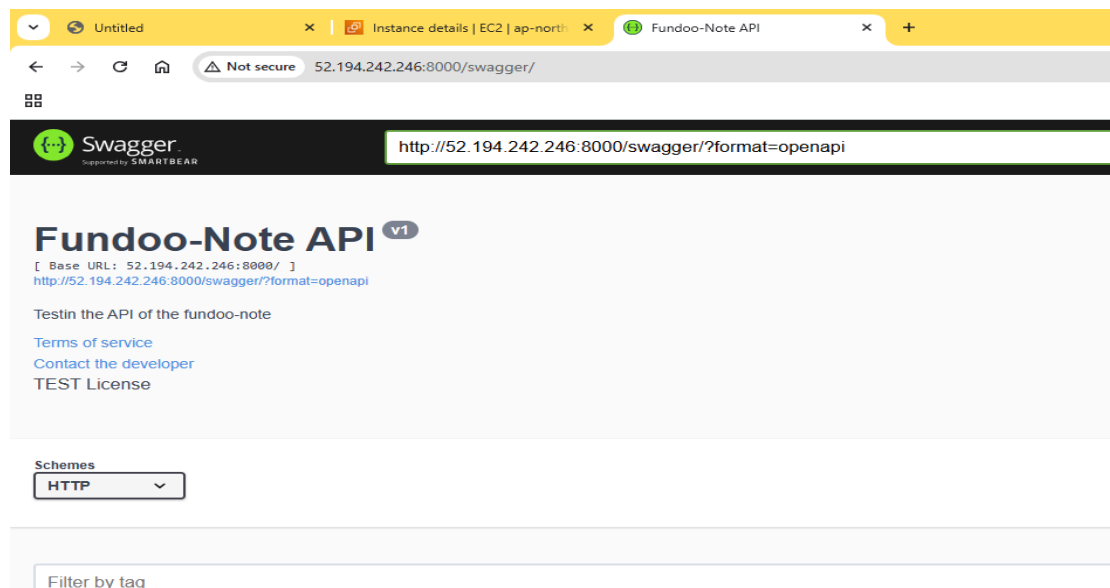 Untitled
Instance details | EC2 | ap-north
Fundoo-Note API
Not secure 52.194.242.246:8000/swagger/
Swagger.
Supported by SMARTBEAR
http://52.194.242.246:8000/swagger/?format=openapi
Fundoo-Note API v1
[ Base URL: 52.194.242.246:8000/ ]
http://52.194.242.246:8000/swagger/?format=openapi
Testin the API of the fundoo-note
Terms of service
Contact the developer
TEST License
Schemes
HTTP
Filter by tag